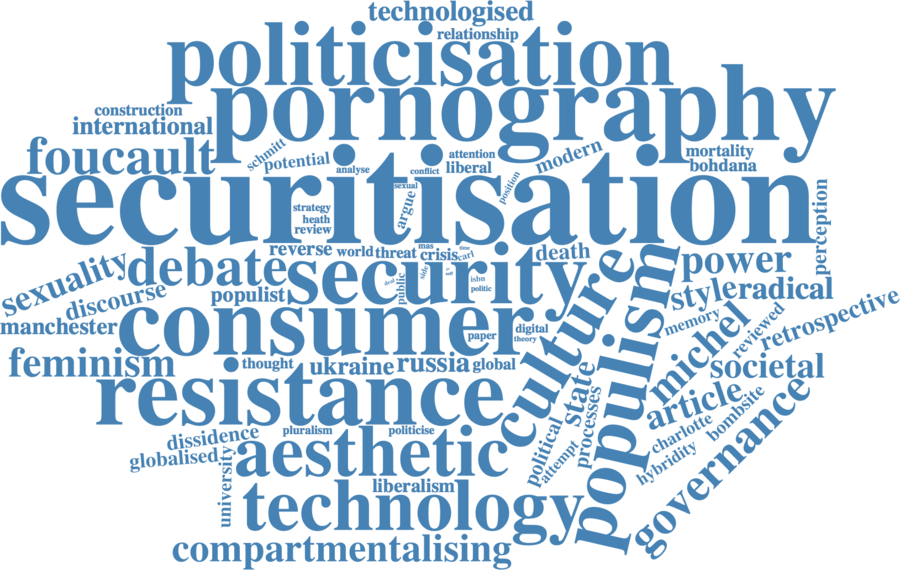 technologised
relationship
politicisation
pornography
construction
international
foucault
schmitt
potential
analyse
attention
liberal
conflict
modern
mortality
bohdana
securitisation
sexual
argue
position
strategy
heath
review
perception
reverse
world
threat
mas
crisis
time
carl
death
sexuality
debate
security
public
deal
side
isbn
politic
power
discourse
populist
style
radical
manchester
consumer
culture
populism
memory
michel
reviewed
retrospective
paper
digital
theory
feminism
thought
ukraine
russia
global
societal
resistance
state
processes
article
charlotte
bombsite
hybridity
governance
dissidence
pluralism
politicise
globalised
aesthetic
political
attempt
university
liberalism
technology
compartmentalising